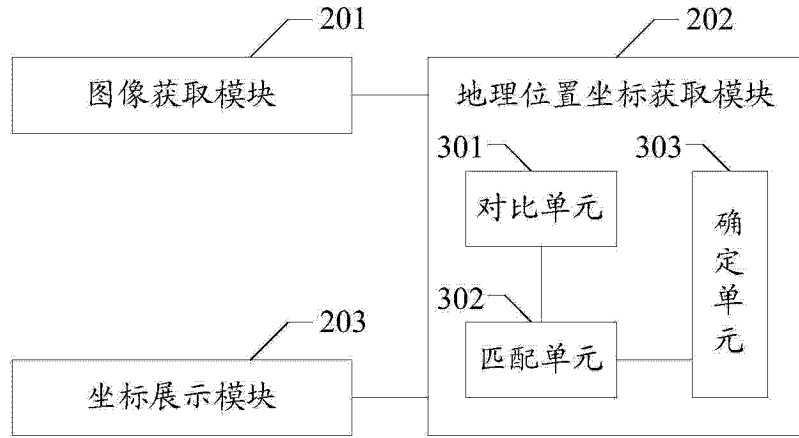 201
图像获取模块
202
地理位置坐标获取模块
301
对比单元
303
确定单元
302
匹配单元
203
坐标展示模块